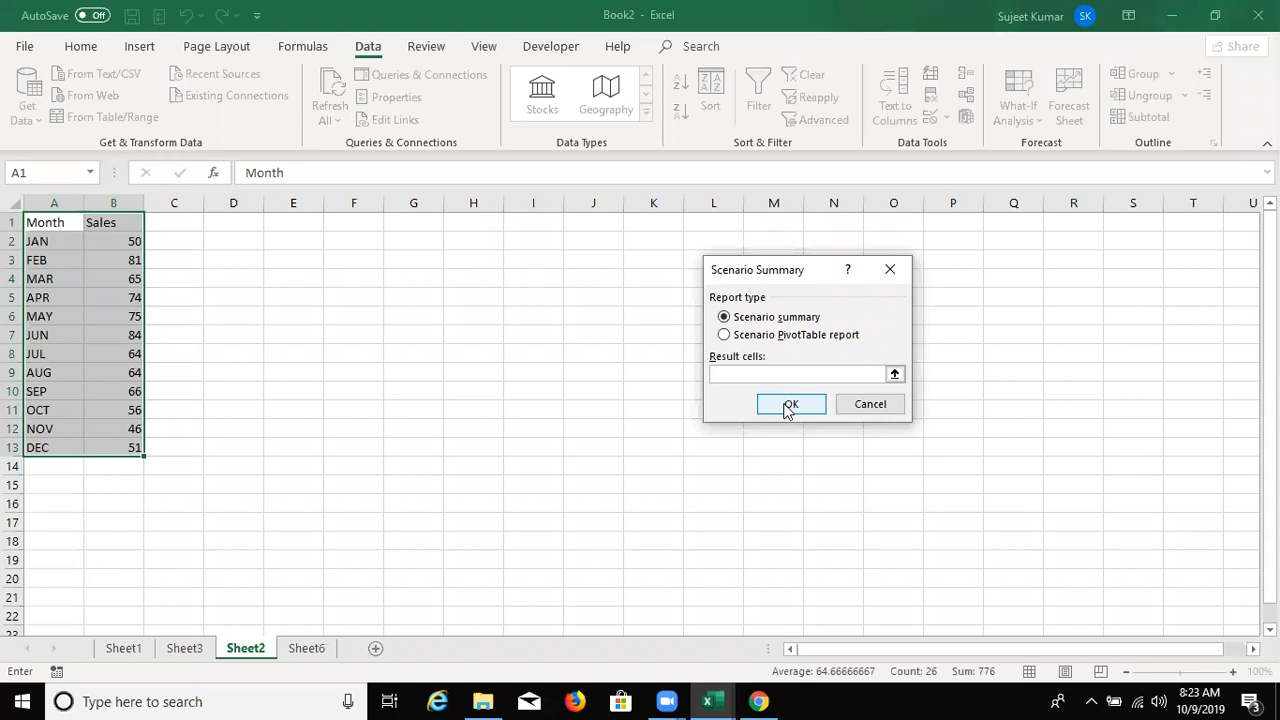 AutoSave Off Book2 - Excel Sujeet Kumar SK
File Home Insert Page Layout Formulas Data Review View Developer Help Search Share
Get Data From Text/CSV From Web From Table/Range Recent Sources Existing Connections
Refresh All Queries & Connections Properties Edit Links
Stocks Geography
Sort Filter Clear Reapply Advanced
Text to Columns What-If Analysis Forecast Sheet Group Ungroup Subtotal
Get & Transform Data Queries & Connections Data Types Sort & Filter Data Tools Forecast Outline
A1 fx Month
A B C D E F G H I J K L M N O P Q R S T U
1 Month Sales
2 JAN 50
3 FEB 81
4 MAR 65
5 APR 74
6 MAY 75
7 JUN 84
8 JUL 64
9 AUG 64
10 SEP 66
11 OCT 56
12 NOV 46
13 DEC 51
14
15
16
17
18
19
20
21
22
23
Scenario Summary ?
Report type
Scenario summary
Scenario PivotTable report
Result cells:
OK Cancel
Sheet1 Sheet3 Sheet2 Sheet6
Enter Average: 64.66666667 Count: 26 Sum: 776 100%
Type here to search
8:23 AM
10/9/2019
3